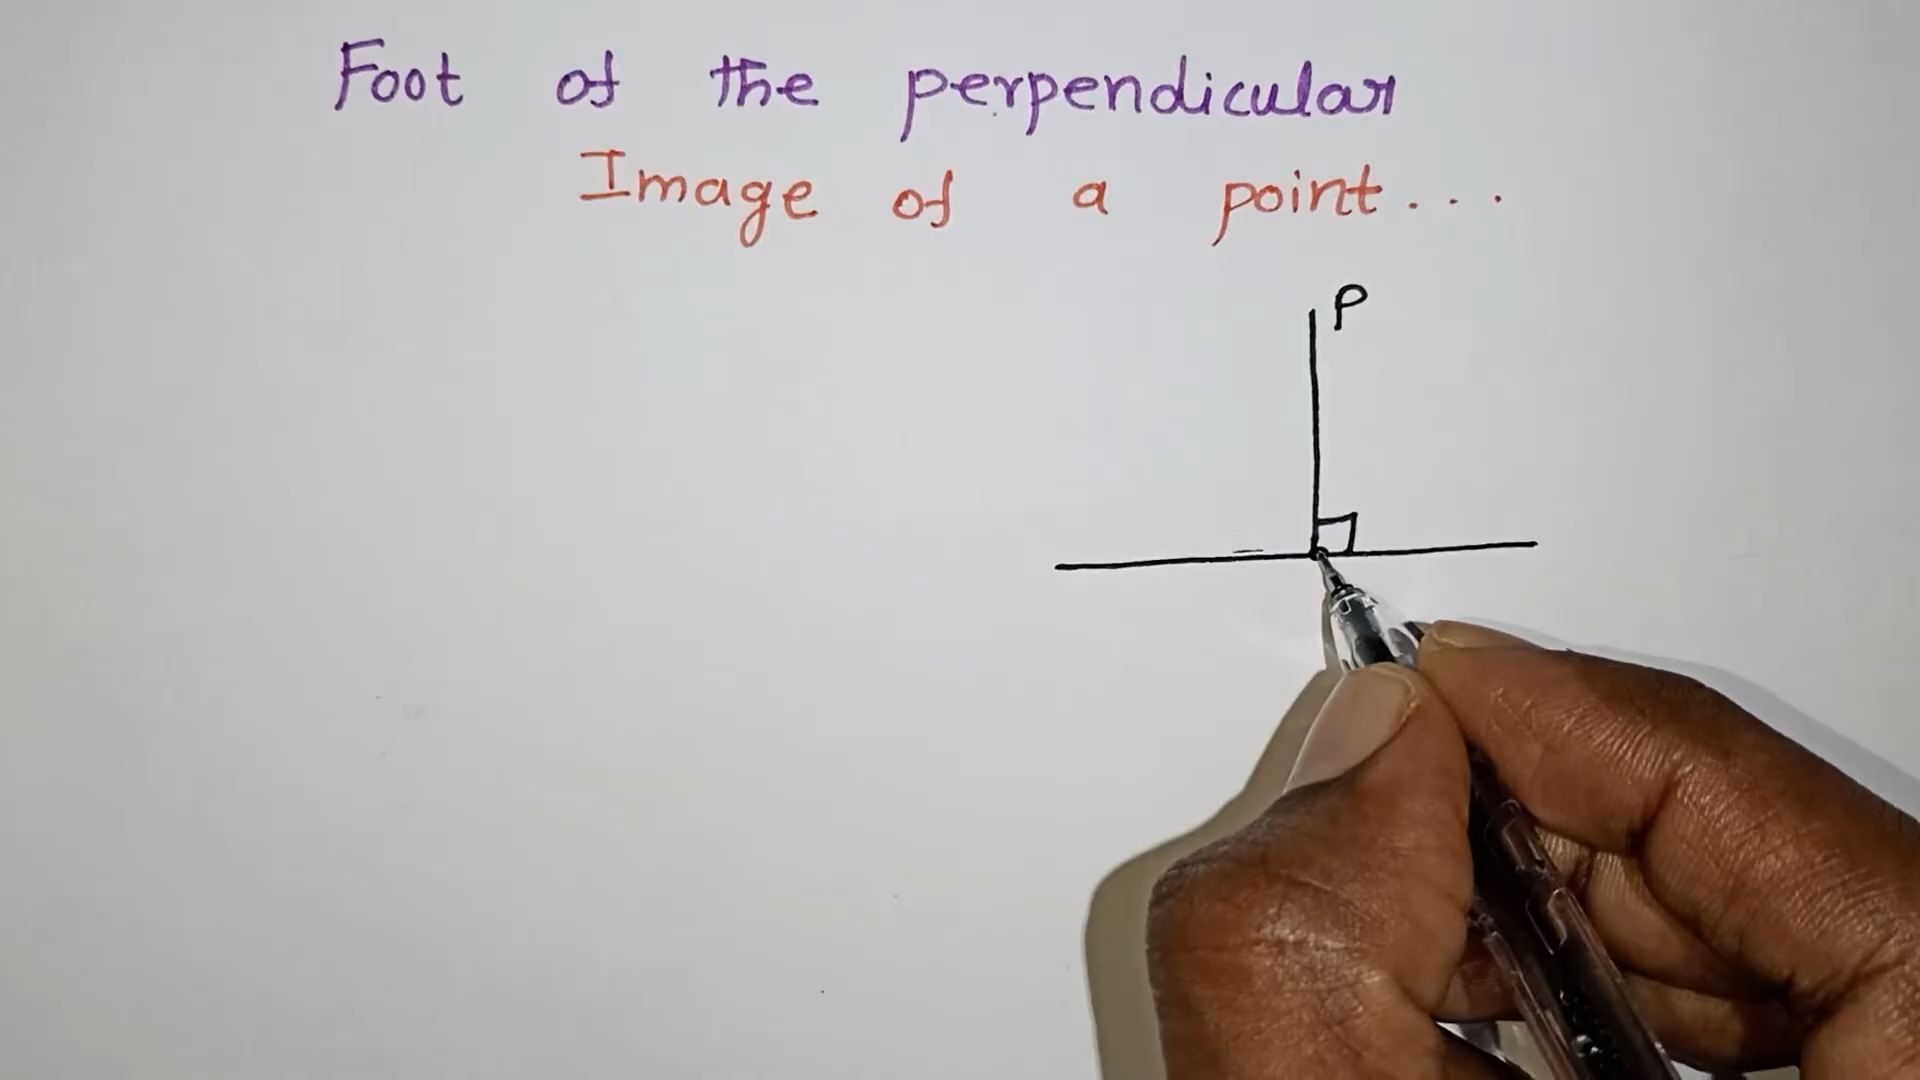 Foot of the perpendicular
Image of a point...
P